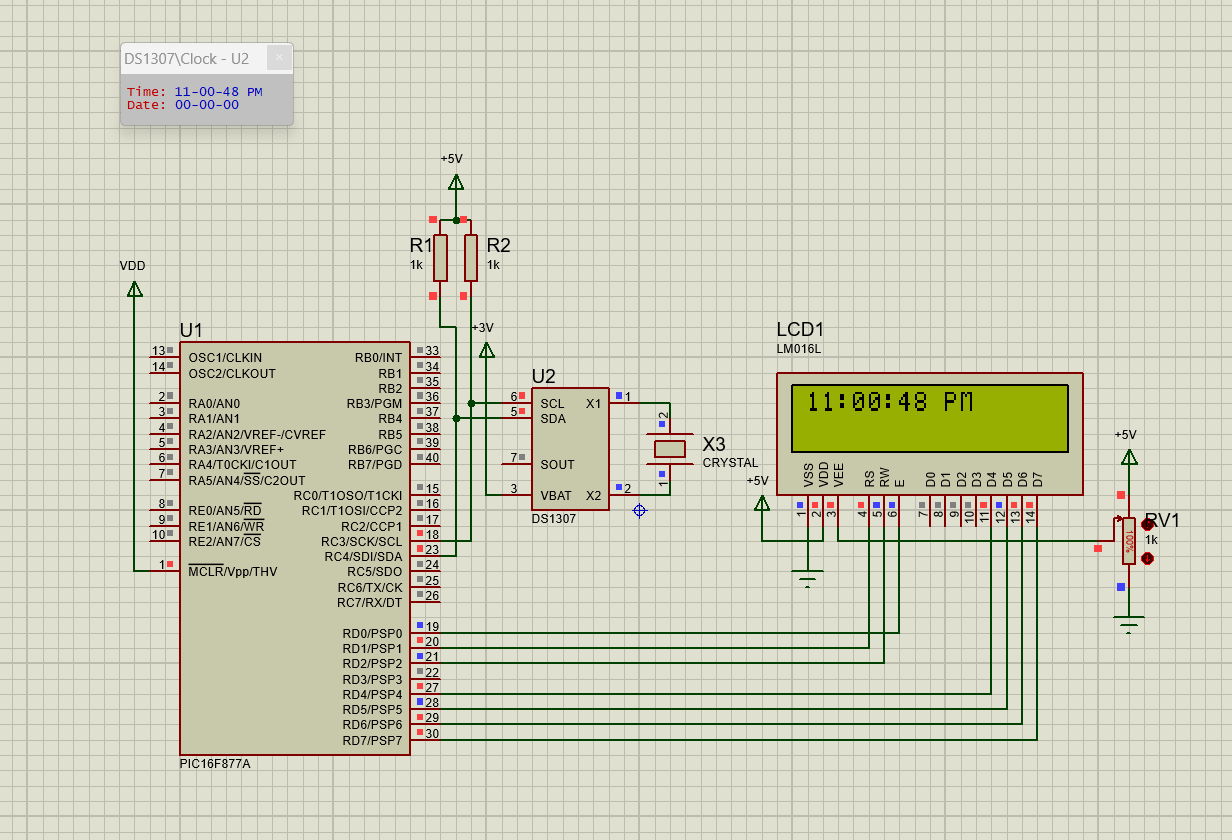 DS1307\Clock - U2
Time: 11-00-48 PM
Date: 00-00-00
+5V
R1
1k
R2
1k
VDD
+3V
U1
13
OSC1/CLKIN
14
OSC2/CLKOUT
2
RA0/AN0
3
RA1/AN1
4
RA2/AN2/VREF-/CVREF
5
RA3/AN3/VREF+
6
RA4/T0CKI/C1OUT
7
RA5/AN4/SS/C2OUT
8
RE0/AN5/RD
9
RE1/AN6/WR
10
RE2/AN7/CS
1
MCLR/Vpp/THV
RB0/INT
33
RB1
34
RB2
35
RB3/PGM
36
RB4
37
RB5
38
RB6/PGC
39
RB7/PGD
40
RC0/T1OSO/T1CKI
15
RC1/T1OSI/CCP2
16
RC2/CCP1
17
RC3/SCK/SCL
18
RC4/SDI/SDA
23
RC5/SDO
24
RC6/TX/CK
25
RC7/RX/DT
26
RD0/PSP0
19
RD1/PSP1
20
RD2/PSP2
21
RD3/PSP3
22
RD4/PSP4
27
RD5/PSP5
28
RD6/PSP6
29
RD7/PSP7
30
PIC16F877A
U2
6
SCL
5
SDA
7
SOUT
3
VBAT
X1
1
X2
2
DS1307
2
X3
CRYSTAL
1
LCD1
LM016L
11:00:48 PM
VSS
VDD
VEE
RS
RW
E
D0
D1
D2
D3
D4
D5
D6
D7
1
2
3
4
5
6
7
8
9
10
11
12
13
14
+5V
+5V
RV1
1k
100%